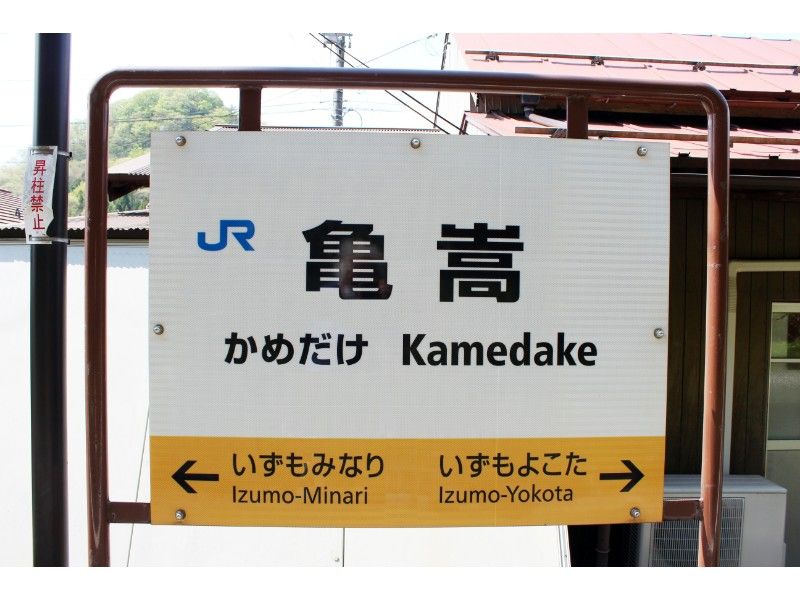 昇柱禁止
JR 亀嵩
かめだけ Kamedake
← いずもみなり いずもよこた →
Izumo-Minari Izumo-Yokota